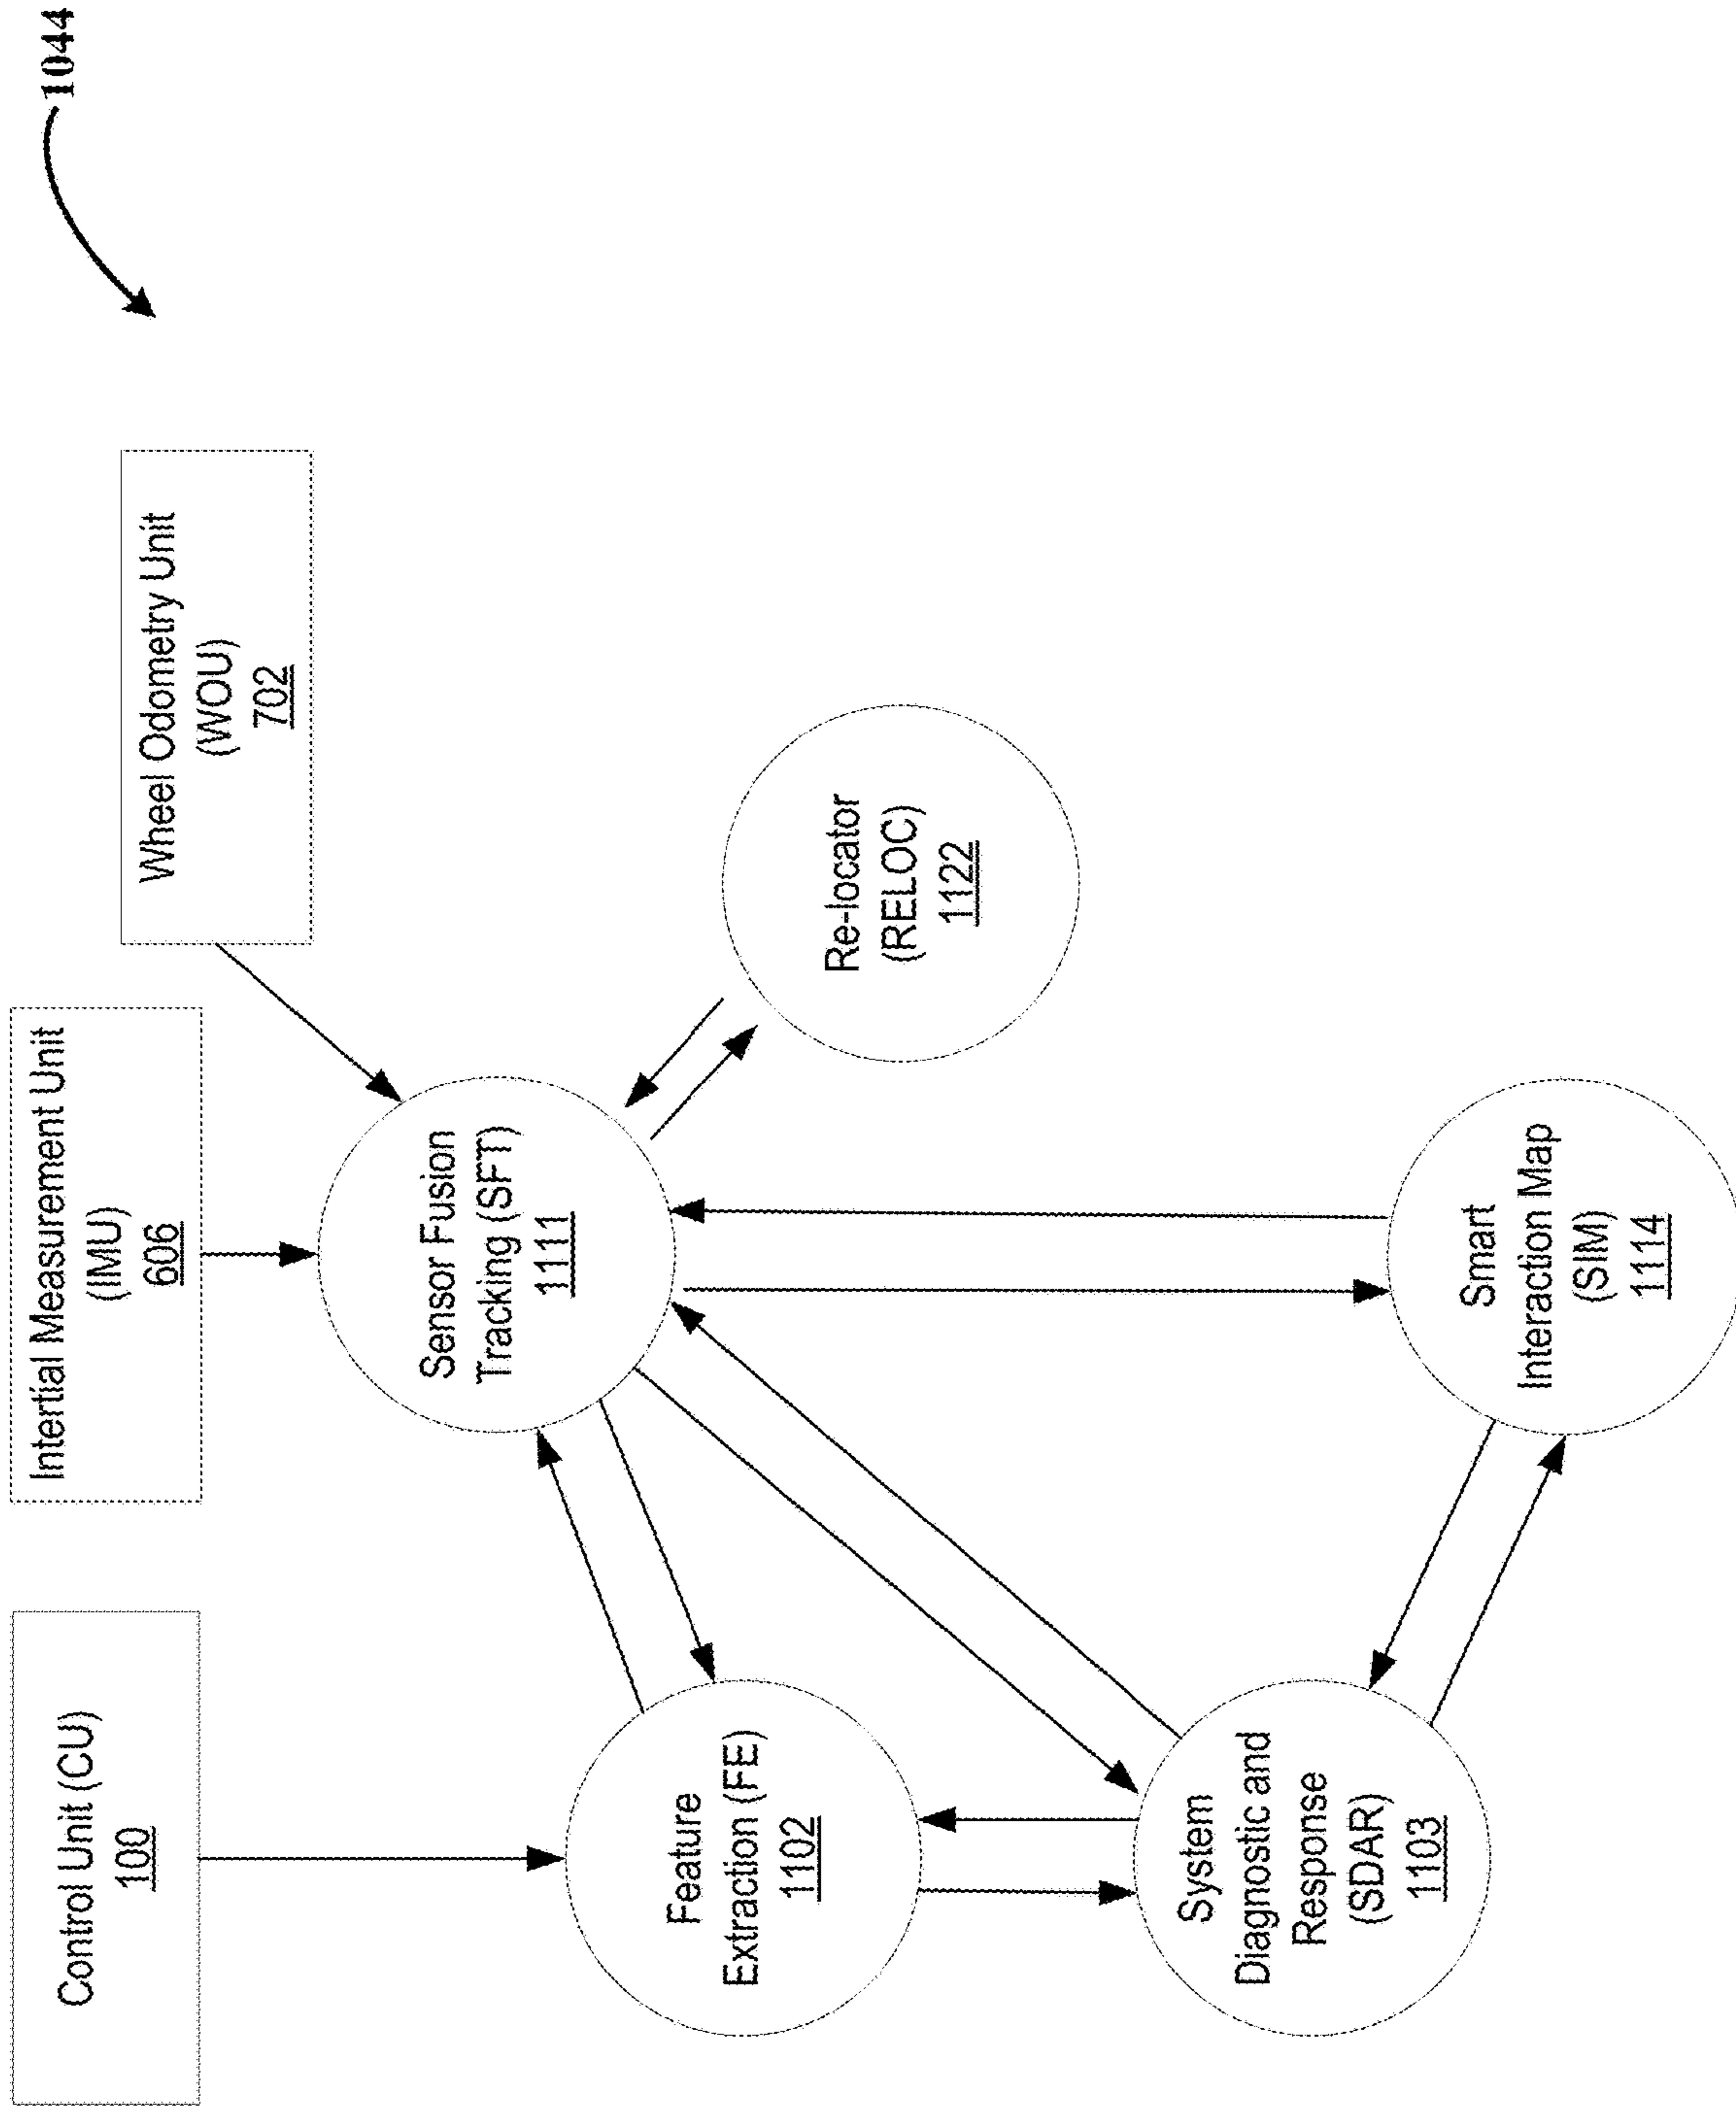 1044
Control Unit (CU)
100
Intertial Measurement Unit
(IMU)
606
Wheel Odometry Unit
(WOU)
702
Feature
Extraction (FE)
1102
Sensor Fusion
Tracking (SFT)
1111
Re-locator
(RELOC)
1122
System
Diagnostic and
Response
(SDAR)
1103
Smart
Interaction Map
(SIM)
1114